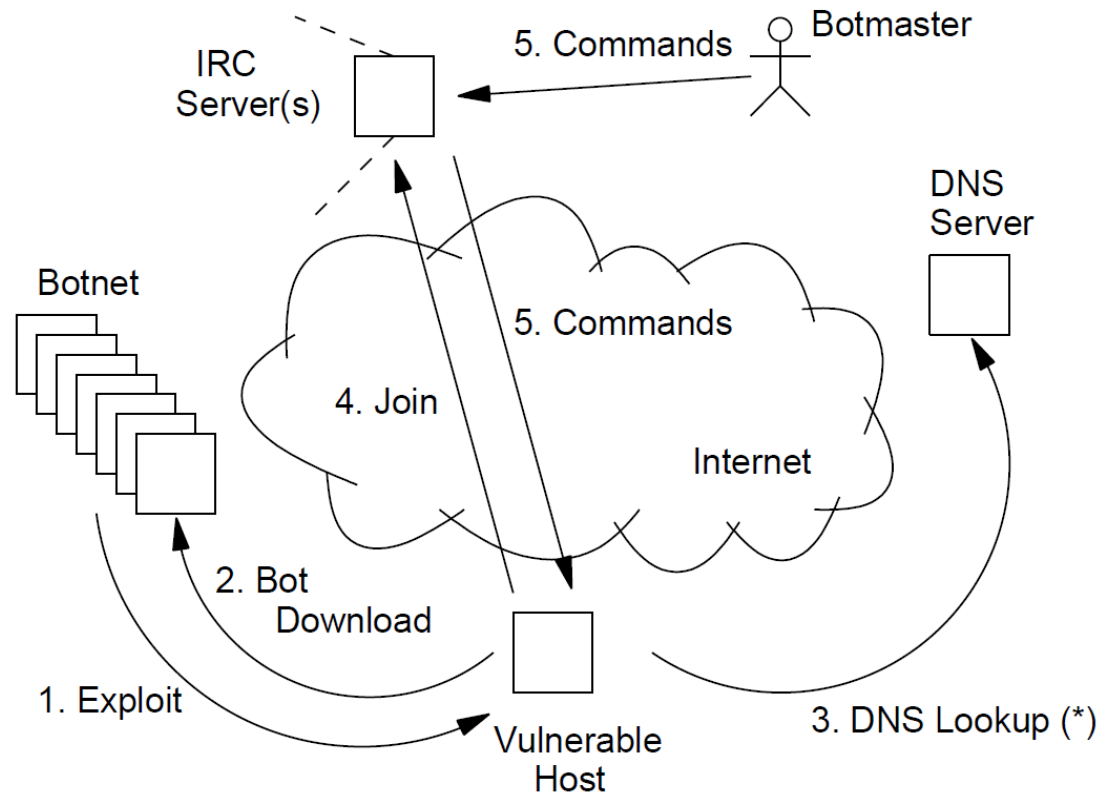 Botmaster
5. Commands
IRC
Server(s)
DNS
Server
Botnet
5. Commands
4. Join
Internet
2. Bot
Download
1. Exploit
3. DNS Lookup (*)
Vulnerable
Host